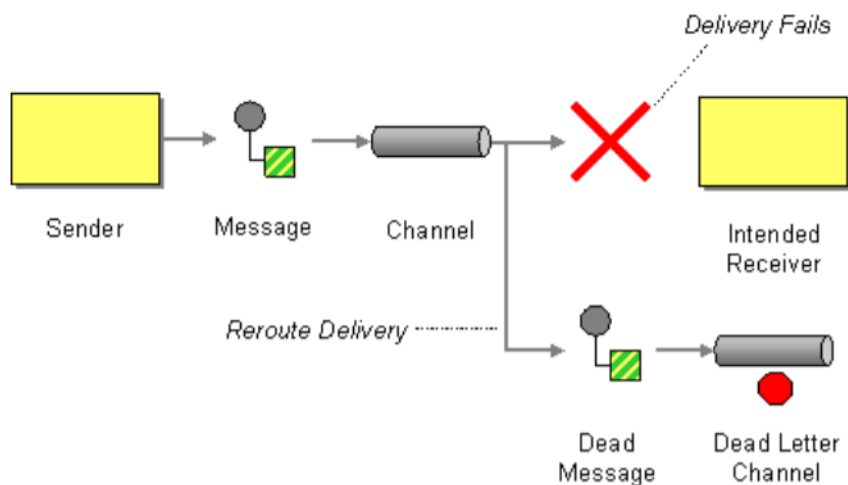 Delivery Fails
Sender
Message
Channel
Intended
Receiver
Reroute Delivery
Dead
Message
Dead Letter
Channel